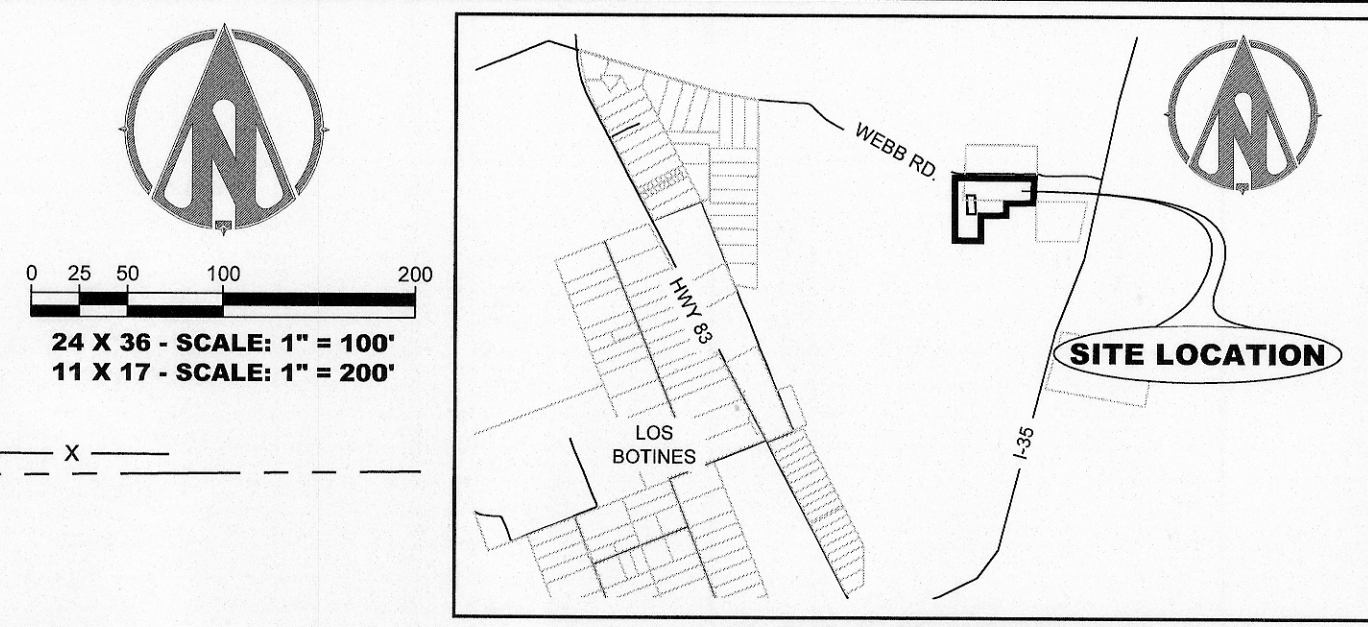 N
0 25 50 100 200
24 X 36 - SCALE: 1" = 100'
11 X 17 - SCALE: 1" = 200'
X
N
WEBB RD.
HWY 83
SITE LOCATION
LOS
BOTINES
I-35